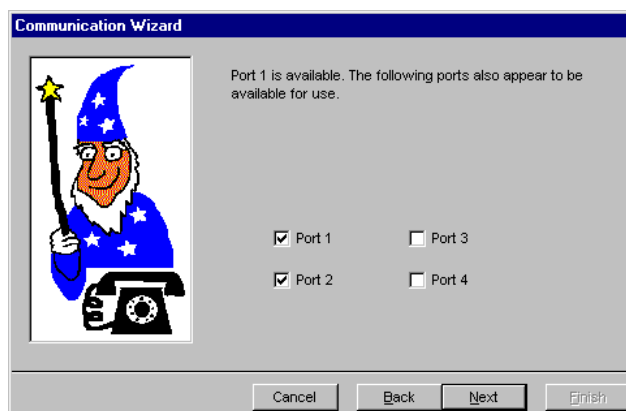 Communication Wizard
Port 1 is available. The following ports also appear to be
available for use.
Port 1
Port 3
Port 2
Port 4
Cancel
Back
Next
Finish